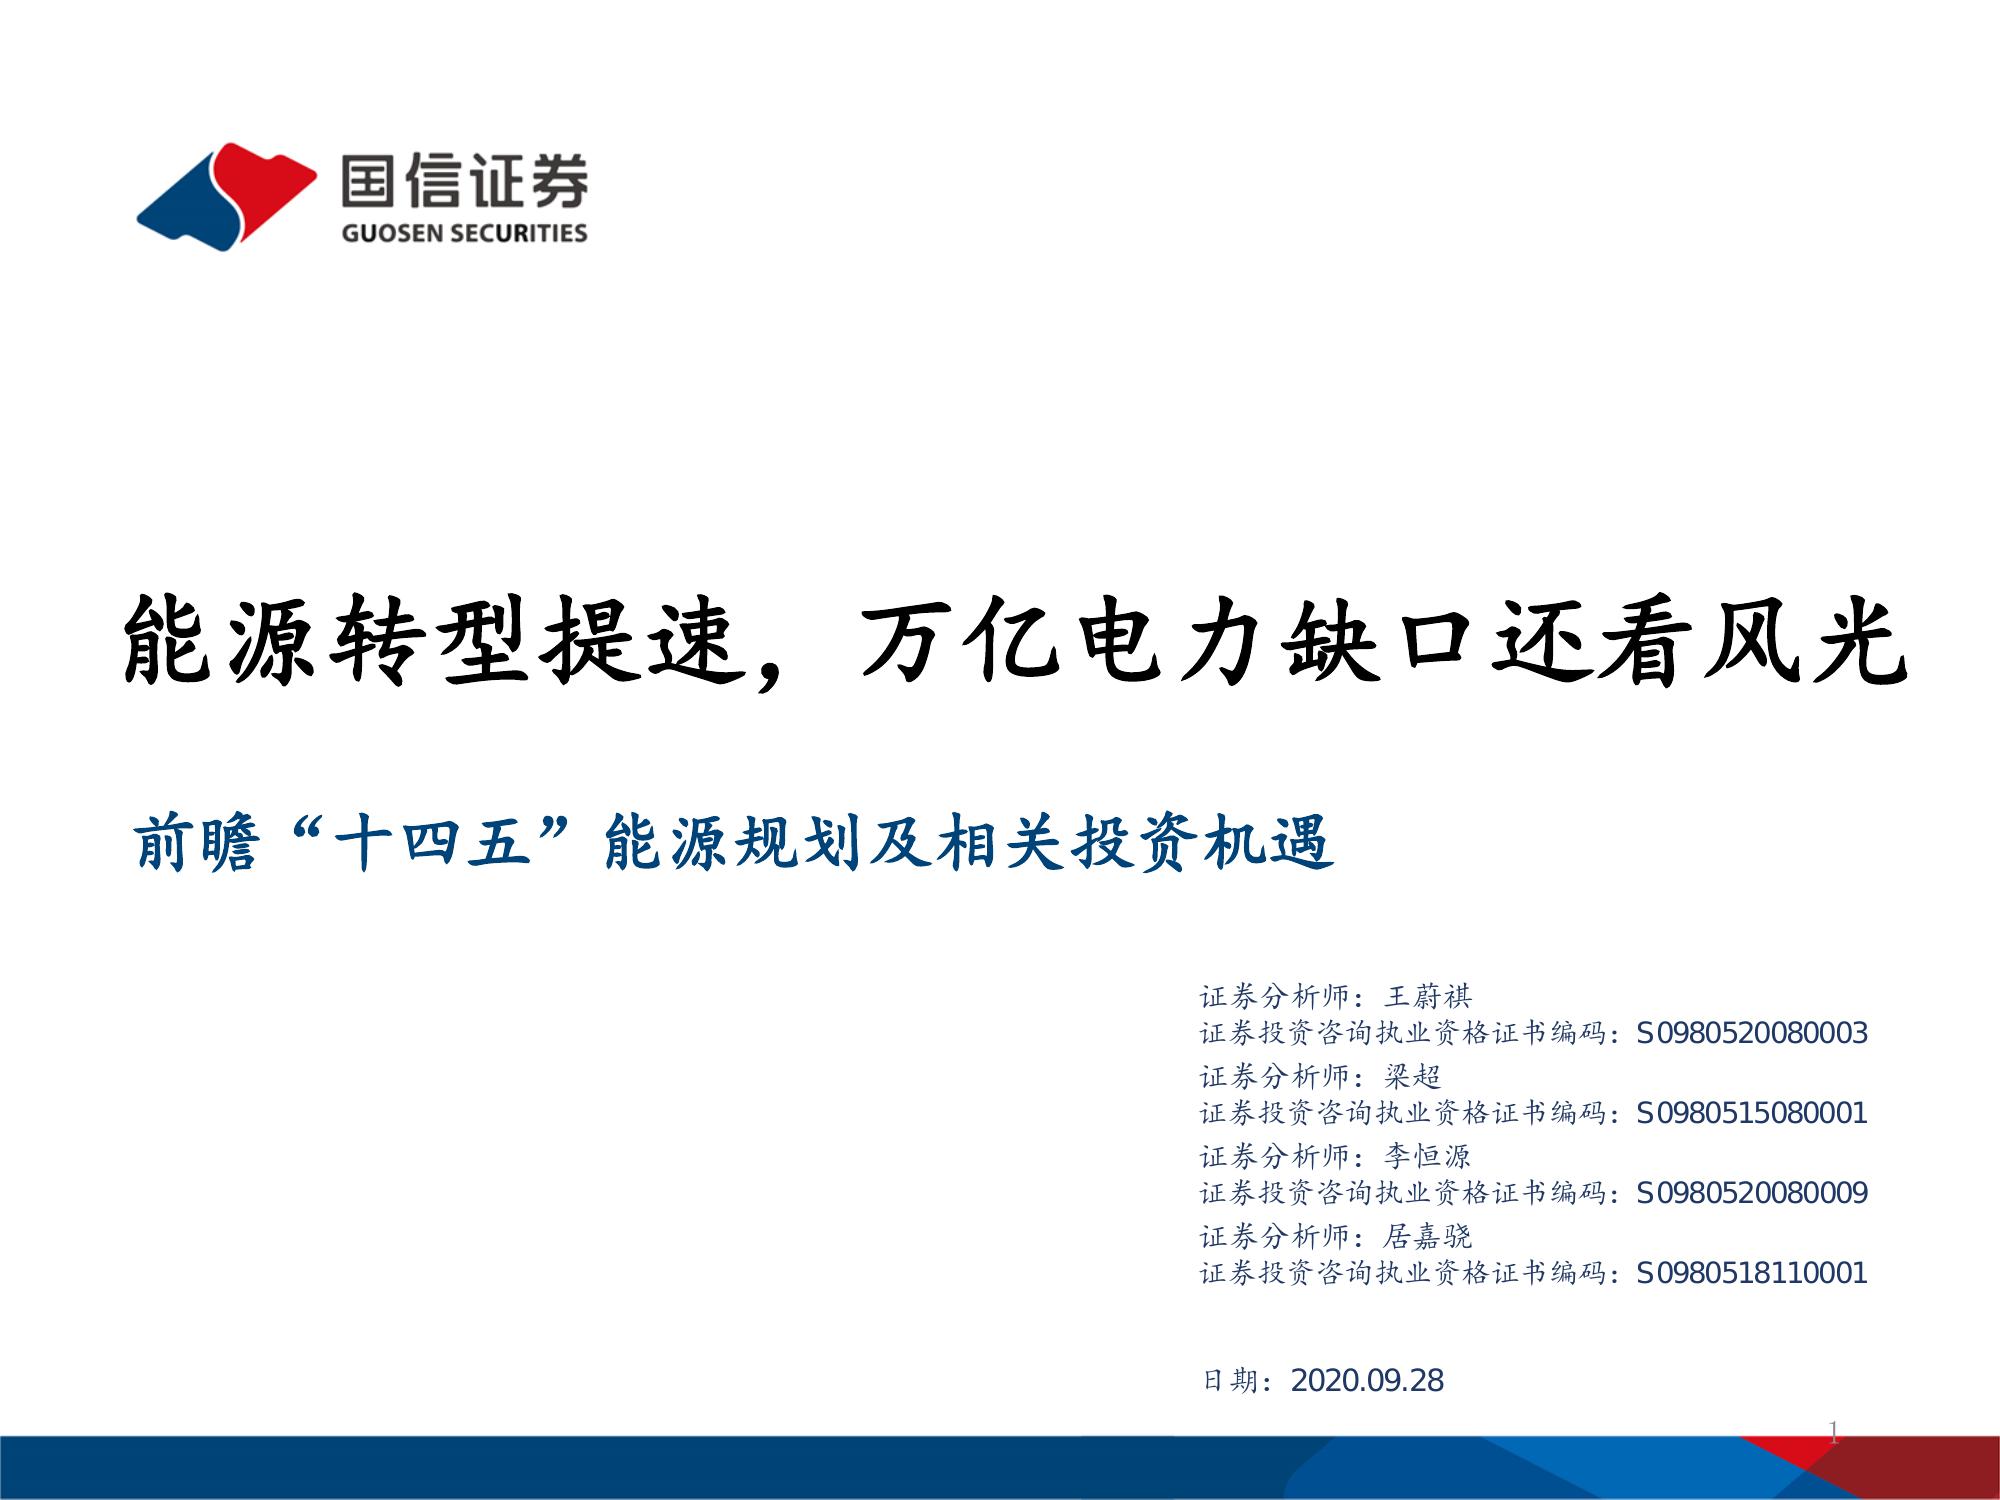 国信证券
GUOSEN SECURITIES
能源转型提速，万亿电力缺口还看风光
前瞻“十四五”能源规划及相关投资机遇
证券分析师：王蔚祺
证券投资咨询执业资格证书编码：S0980520080003
证券分析师：梁超
证券投资咨询执业资格证书编码：S0980515080001
证券分析师：李恒源
证券投资咨询执业资格证书编码：S0980520080009
证券分析师：居嘉骁
证券投资咨询执业资格证书编码：S0980518110001
日期：2020.09.28
1